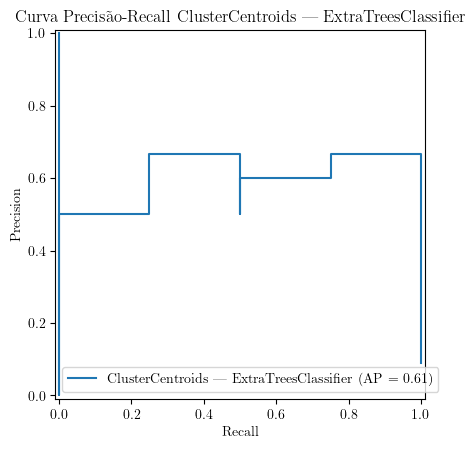 Curva Precisão-Recall ClusterCentroids — ExtraTreesClassifier
1.0
0.8
0.6
0.4
0.2
0.0
Precision
ClusterCentroids — ExtraTreesClassifier (AP = 0.61)
0.0 0.2 0.4 0.6 0.8 1.0
Recall